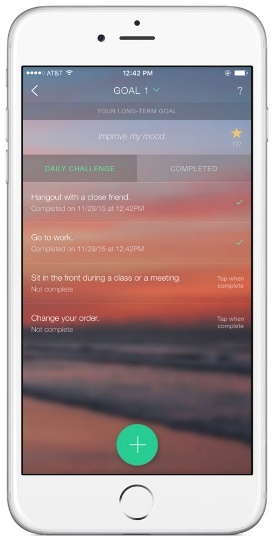 AT&T 12:42 PM
GOAL 1
?
YOUR LONG-TERM GOAL
Improve my mood.
127
DAILY CHALLENGE COMPLETED
Hangout with a close friend.
Completed on 11/29/15 at 12:42PM
Go to work.
Completed on 11/29/15 at 12:42PM
Sit in the front during a class or a meeting.
Not complete
Tap when
complete
Change your order.
Not complete
Tap when
complete